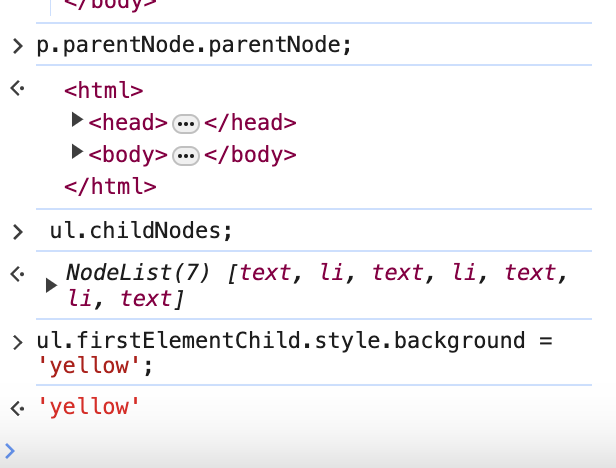 </body>
p.parentNode.parentNode;
<html>
<head> ••• </head>
<body> ••• </body>
</html>
ul.childNodes;
NodeList(7) [text, li, text, li, text,
li, text]
ul.firstElementChild.style.background =
'yellow';
'yellow'